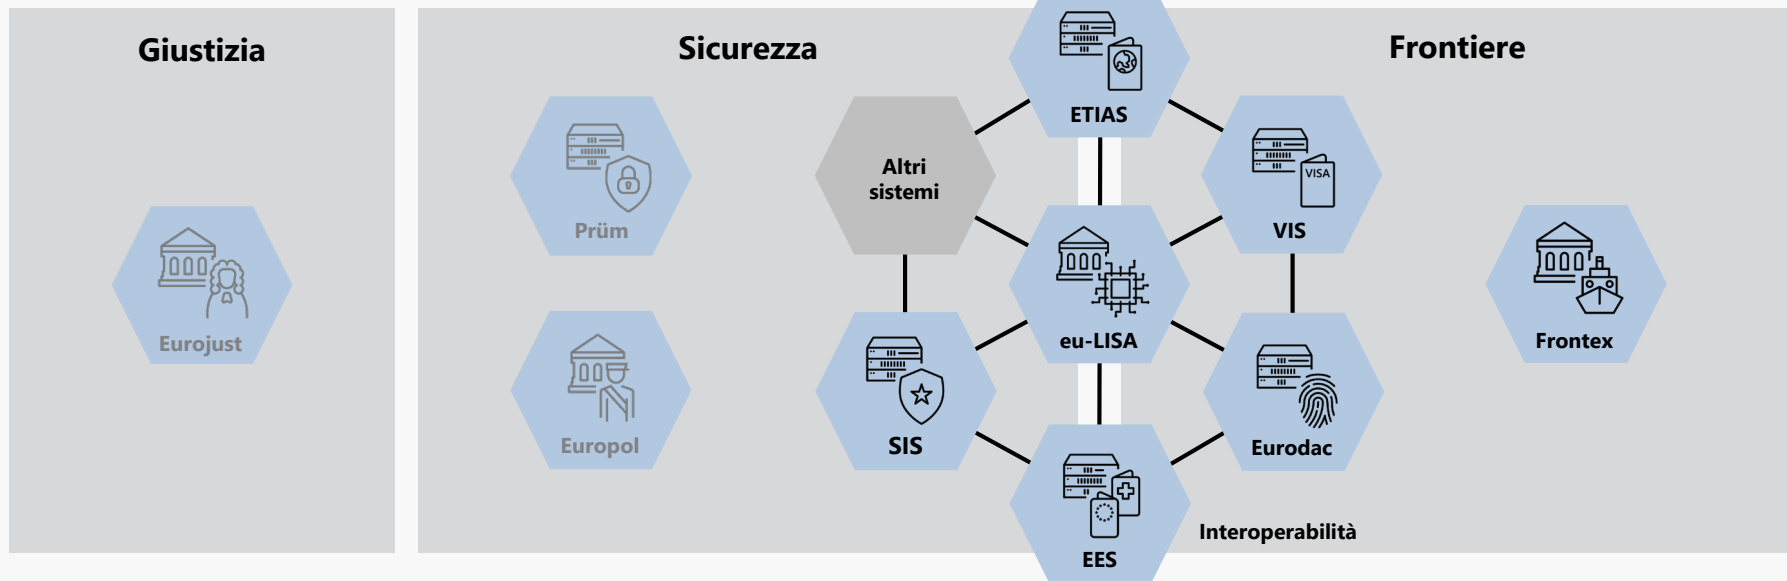 Giustizia
Sicurezza
Frontiere
ETIAS
Altri
sistemi
VISA
Prüm
VIS
Eurojust
eu-LISA
Frontex
Europol
SIS
Eurodac
Interoperabilità
EES